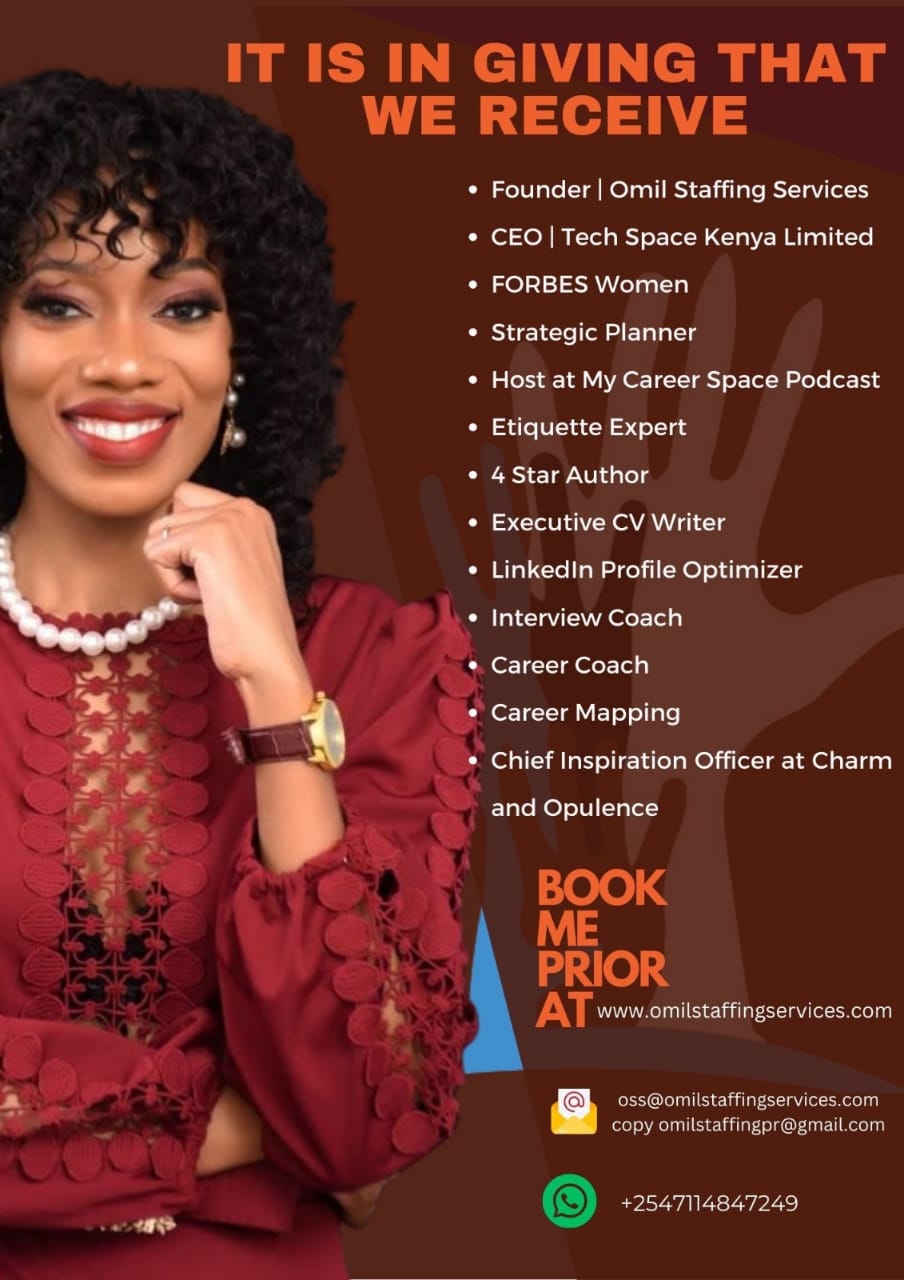 IT IS IN GIVING THAT
WE RECEIVE
• Founder | Omil Staffing Services
• CEO | Tech Space Kenya Limited
• FORBES Women
• Strategic Planner
• Host at My Career Space Podcast
• Etiquette Expert
• 4 Star Author
• Executive CV Writer
• LinkedIn Profile Optimizer
• Interview Coach
• Career Coach
• Career Mapping
• Chief Inspiration Officer at Charm
and Opulence
BOOK
ME
PRIOR
AT www.omilstaffingservices.com
oss@omilstaffingservices.com
copy omilstaffingpr@gmail.com
+2547114847249